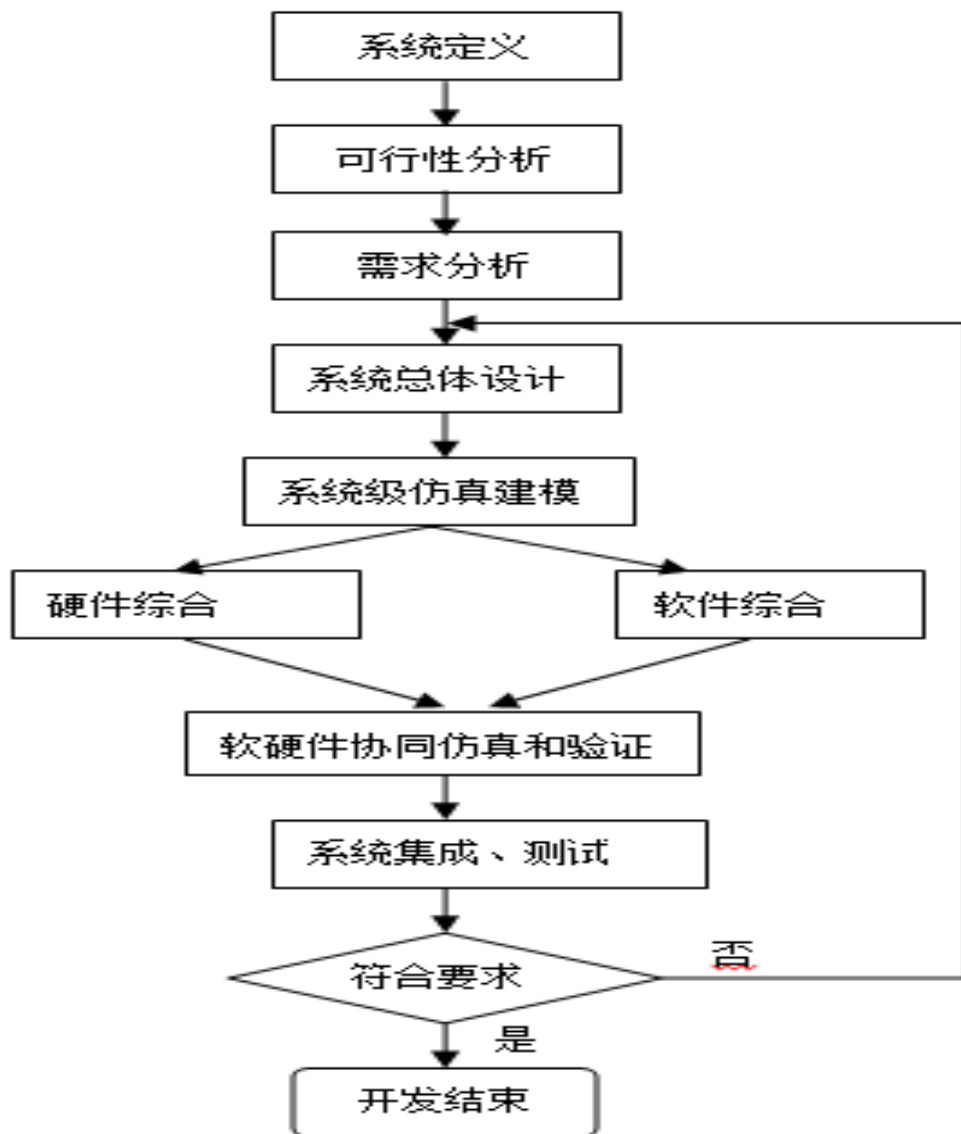 系统定义
可行性分析
需求分析
系统总体设计
系统级仿真建模
硬件综合
软件综合
软硬件协同仿真和验证
系统集成、测试
符合要求
否
是
开发结束